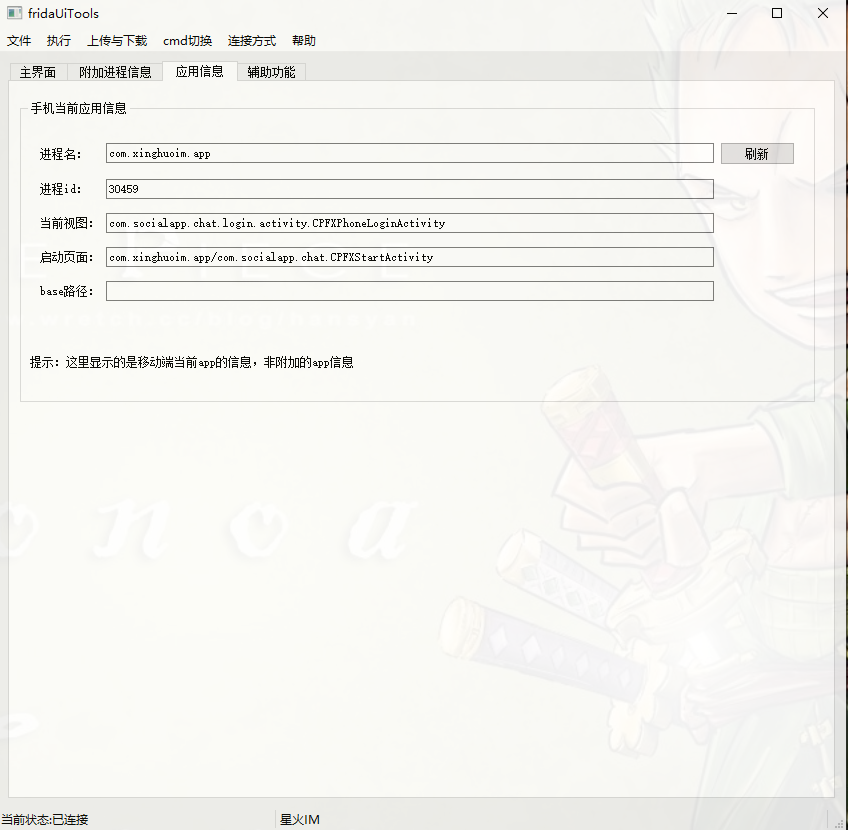 fridaUiTools
文件 执行 上传与下载 cmd切换 连接方式 帮助
主界面 附加进程信息 应用信息 辅助功能
手机当前应用信息
进程名: com.xinghuoim.app 刷新
进程id: 30459
当前视图: com.socialapp.chat.login.activity.CPFXPhoneLoginActivity
启动页面: com.xinghuoim.app/com.socialapp.chat.CPFXStartActivity
base路径:
提示: 这里显示的是移动端当前app的信息，非附加的app信息
onoa
当前状态:已连接 星火IM